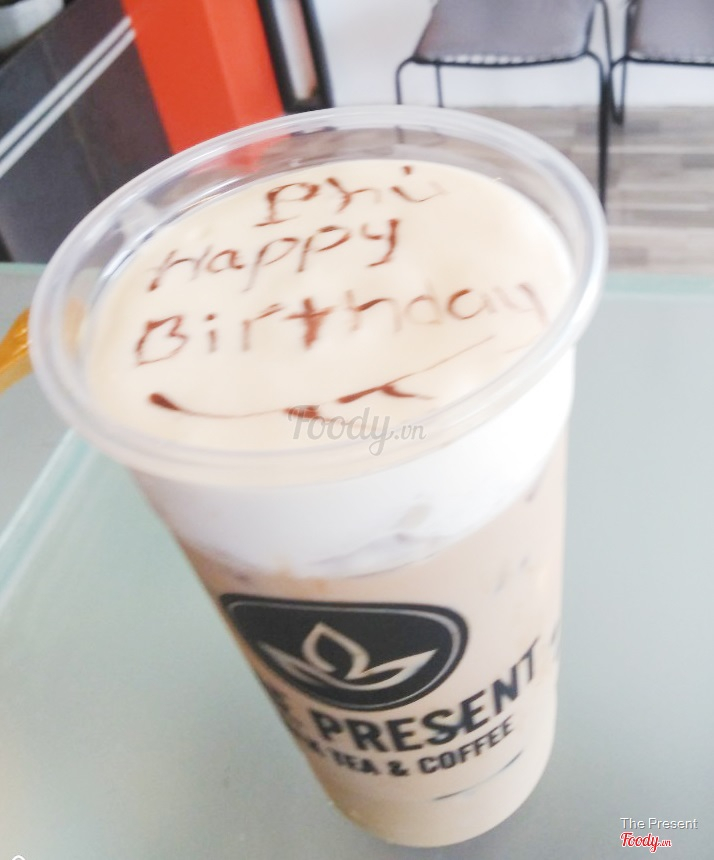 Phú
Happy
Birthday
Foody.vn
PRESENT
TEA & COFFEE
The Present
Foody.vn